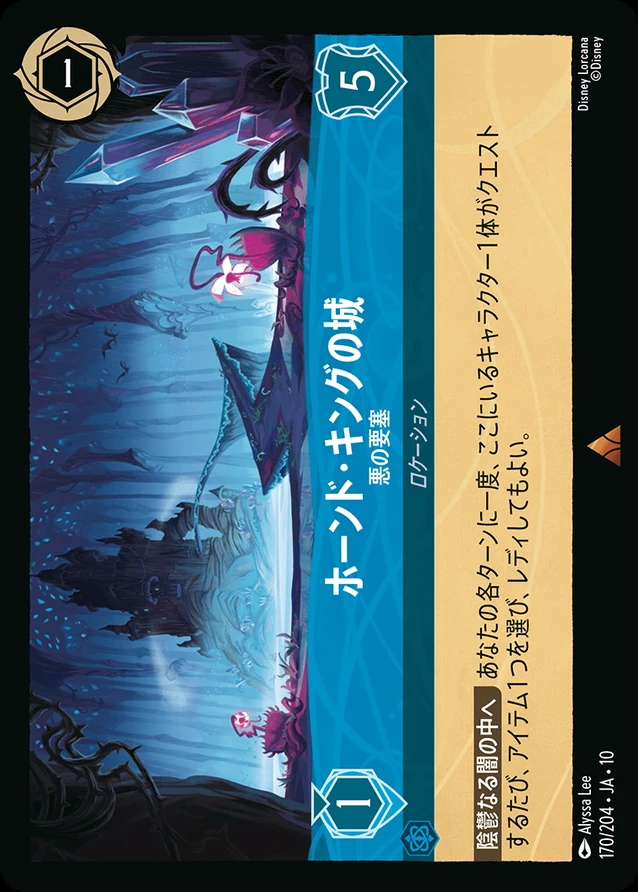 1
5
ホーンド・キングの城
悪の要塞
1
ロケーション
陰鬱なる闇の中へ あなたの各ターンに一度、ここにいるキャラクター1体がクエスト
するたび、アイテム1つを選び、レディしてもよい。
Alyssa Lee
170/204・JA・10
Disney Lorcana
©Disney